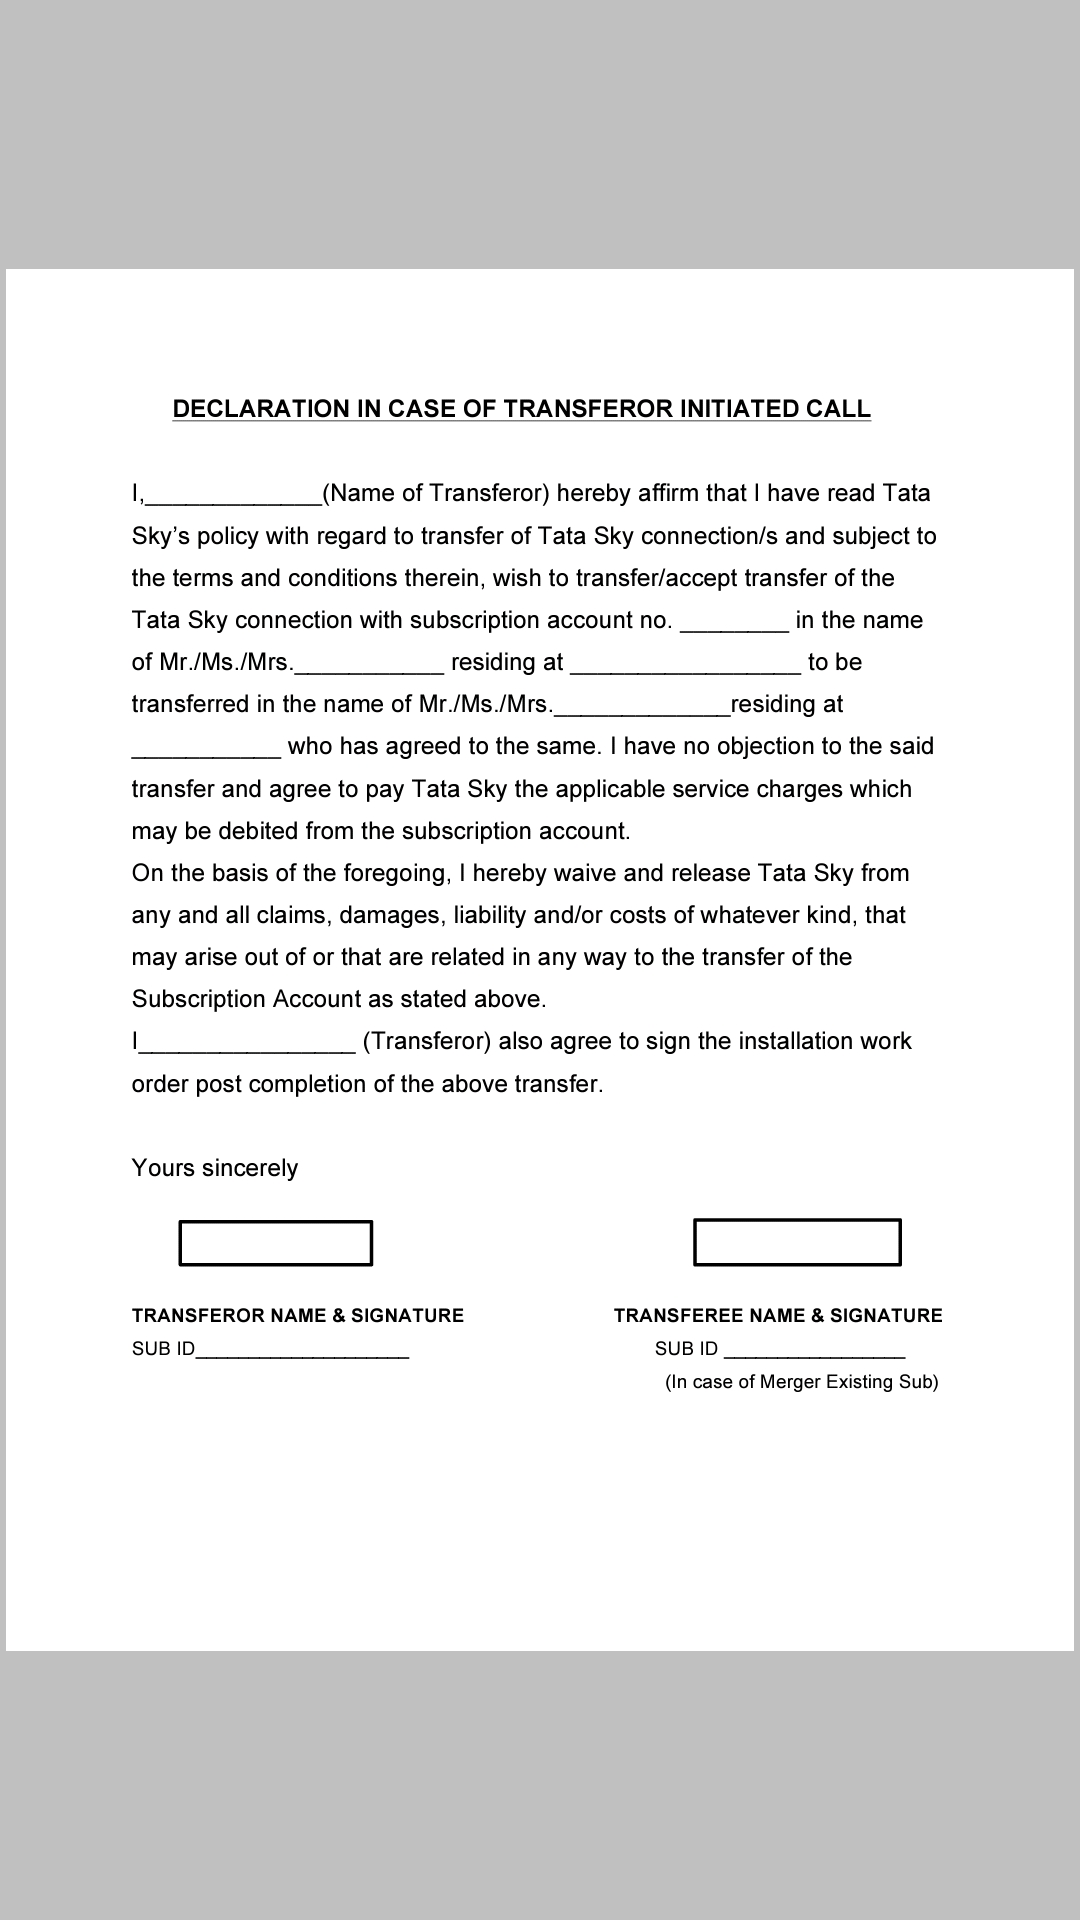 DECLARATION IN CASE OF TRANSFEROR INITIATED CALL
I,_____________(Name of Transferor) hereby affirm that I have read Tata
Sky’s policy with regard to transfer of Tata Sky connection/s and subject to
the terms and conditions therein, wish to transfer/accept transfer of the
Tata Sky connection with subscription account no. ________ in the name
of Mr./Ms./Mrs.___________ residing at _________________ to be
transferred in the name of Mr./Ms./Mrs._____________residing at
___________ who has agreed to the same. I have no objection to the said
transfer and agree to pay Tata Sky the applicable service charges which
may be debited from the subscription account.
On the basis of the foregoing, I hereby waive and release Tata Sky from
any and all claims, damages, liability and/or costs of whatever kind, that
may arise out of or that are related in any way to the transfer of the
Subscription Account as stated above.
I________________ (Transferor) also agree to sign the installation work
order post completion of the above transfer.
Yours sincerely
TRANSFEROR NAME & SIGNATURE
TRANSFEREE NAME & SIGNATURE
SUB ID____________________
SUB ID _________________
(In case of Merger Existing Sub)